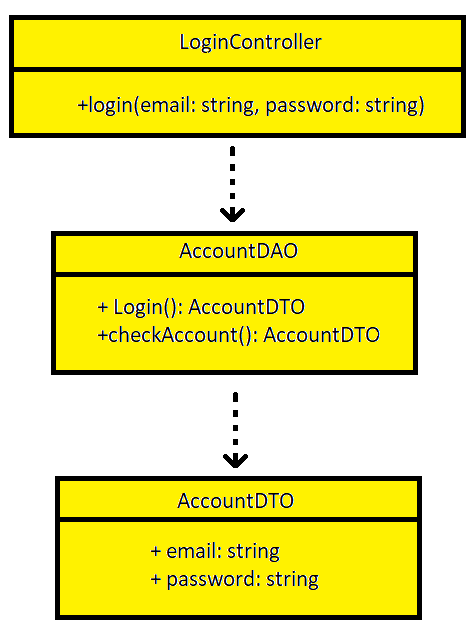 LoginController
+login(email: string, password: string)
AccountDAO
+ Login(): AccountDTO
+checkAccount(): AccountDTO
AccountDTO
+ email: string
+ password: string